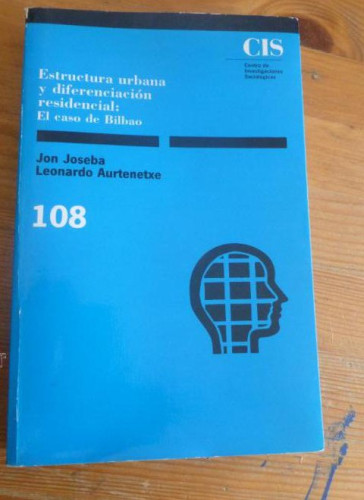 CIS
Centro de
Investigaciones
Sociológicas
Estructura urbana
y diferenciación
residencial:
El caso de Bilbao
Jon Joseba
Leonardo Aurtenetxe
108